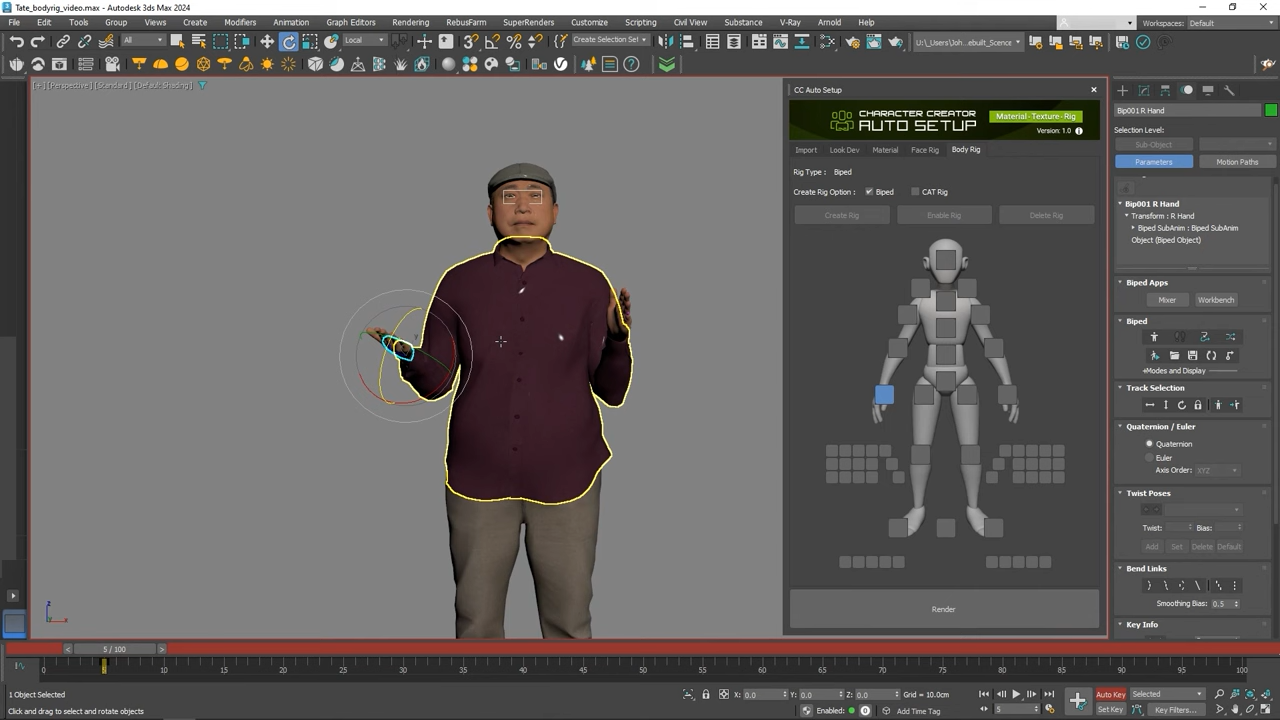 Tate_bodyrig_video.max - Autodesk 3ds Max 2024
File Edit Tools Group Views Create Modifiers Animation Graph Editors Rendering RebusFarm SuperRenders Customize Scripting Civil View Substance V-Ray Arnold Help
Workspaces: Default
All Local Create Selection Se
[+] [Perspective] [Standard] [Default Shading]
CC Auto Setup
CHARACTER CREATOR
AUTO SETUP
Material · Texture · Rig
Version: 1.0
Import Look Dev Material Face Rig Body Rig
Rig Type : Biped
Create Rig Option : Biped CAT Rig
Create Rig Enable Rig Delete Rig
Render
Bip001 R Hand
Selection Level:
Sub-Object
Parameters Motion Paths
Bip001 R Hand
Transform : R Hand
Biped SubAnim : Biped SubAnim
Object (Biped Object)
Biped Apps
Mixer Workbench
Biped
+Modes and Display
Track Selection
Quaternion / Euler
Quaternion
Euler
Axis Order: XYZ
Twist Poses
Twist: Bias:
Add Set Delete Default
Bend Links
Smoothing Bias: 0.5
Key Info
< 5 / 100 >
0 5 10 15 20 25 30 35 40 45 50 55 60 65 70 75 80 85 90 95 100
1 Object Selected
X: 0.0 Y: 0.0 Z: 0.0 Grid = 10.0cm
Auto Key Selected
Click and drag to select and rotate objects
Enabled: Add Time Tag
5
Set Key Key Filters...